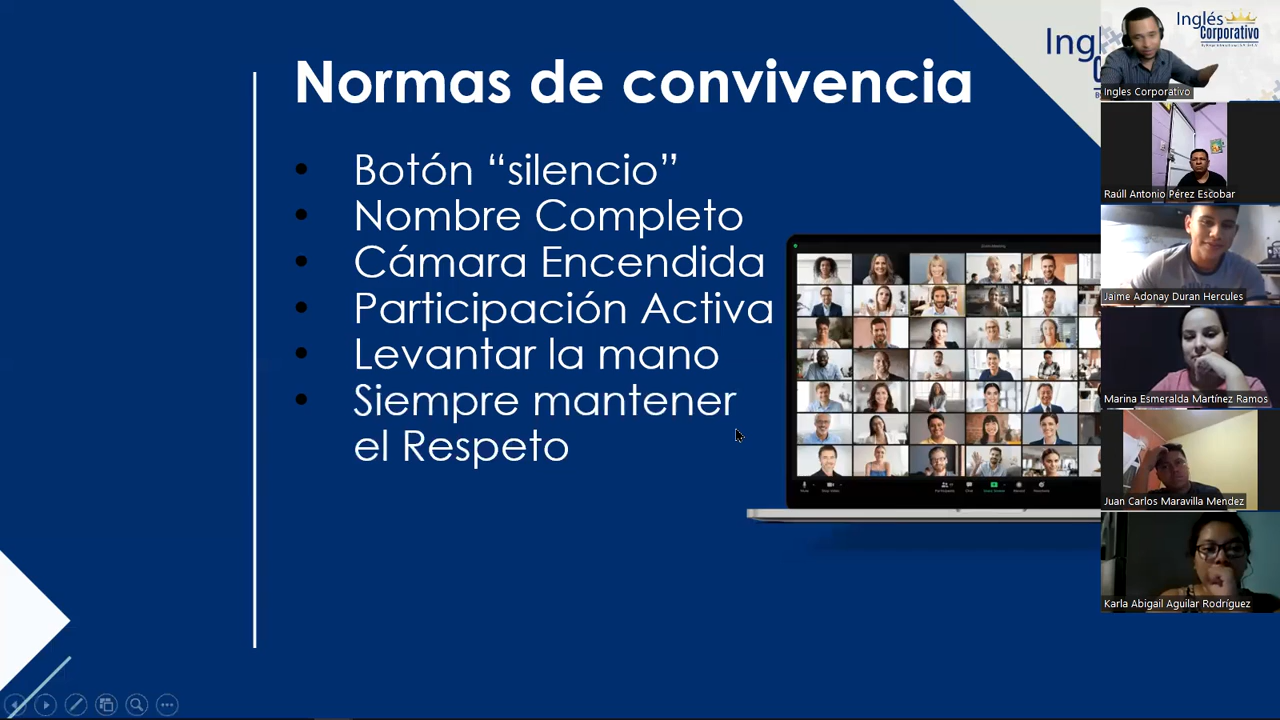 Normas de convivencia
• Botón “silencio”
• Nombre Completo
• Cámara Encendida
• Participación Activa
• Levantar la mano
• Siempre mantener
el Respeto
Ing
Inglés
Corporativo
Ingles Corporativo
Raúll Antonio Pérez Escobar
Jaime Adonay Duran Hercules
Marina Esmeralda Martínez Ramos
Juan Carlos Maravilla Mendez
Karla Abigail Aguilar Rodríguez